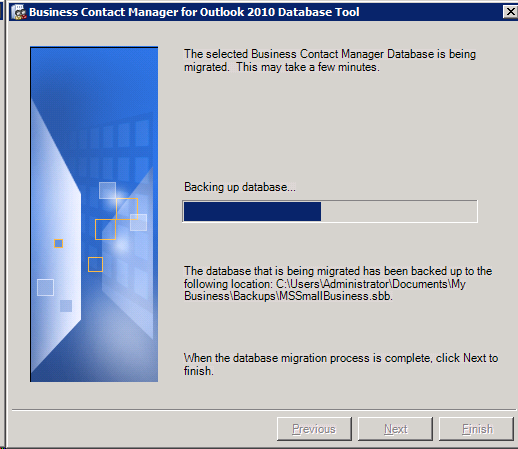 Business Contact Manager for Outlook 2010 Database Tool
The selected Business Contact Manager Database is being
migrated. This may take a few minutes.
Backing up database...
The database that is being migrated has been backed up to the
following location: C:\Users\Administrator\Documents\My
Business\Backups\MSSmallBusiness.sbb.
When the database migration process is complete, click Next to
finish.
Previous
Next
Finish